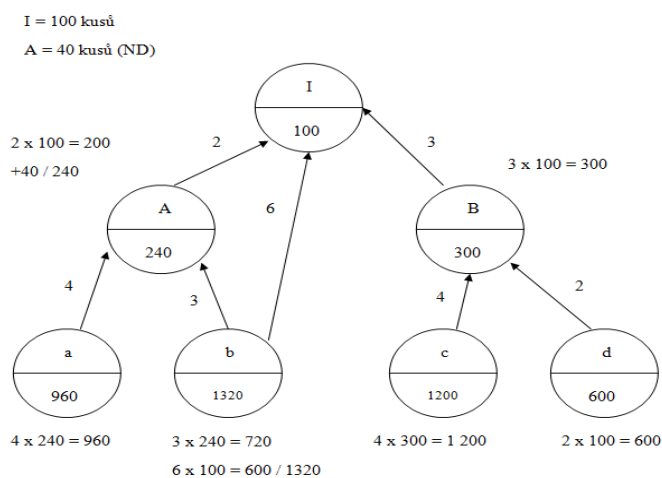 I = 100 kusů
A = 40 kusů (ND)
I
100
2 x 100 = 200
+40 / 240
2
3
3 x 100 = 300
6
A
240
B
300
4
3
4
2
a
960
b
1320
c
1200
d
600
4 x 240 = 960
3 x 240 = 720
6 x 100 = 600 / 1320
4 x 300 = 1 200
2 x 100 = 600